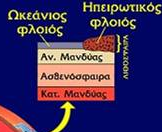 Ωκεάνιος
φλοιός
Ηπειρωτικός
φλοιός
Αν. Μανδύας
Ασθενόσφαιρα
Κατ. Μανδύας
ΛΙΘΟΣΦΑΙΡΑ